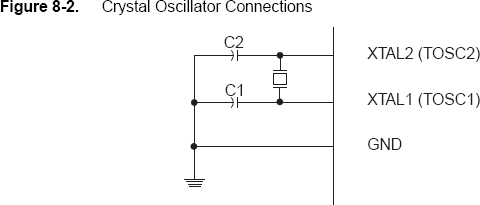 Figure 8-2. Crystal Oscillator Connections
C2
XTAL2 (TOSC2)
C1
XTAL1 (TOSC1)
GND